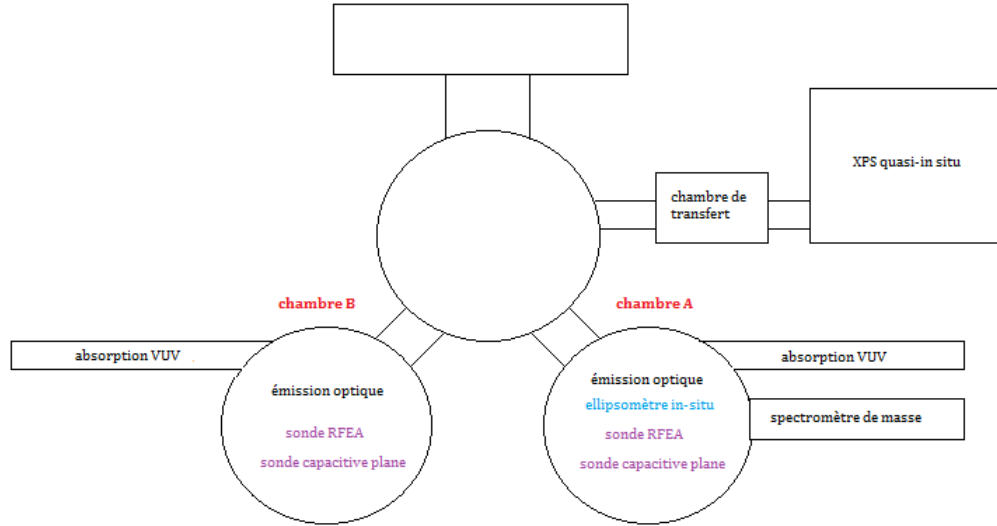 XPS quasi-in situ
chambre de
transfert
chambre B
chambre A
absorption VUV
absorption VUV
émission optique
émission optique
ellipsomètre in-situ
sonde RFEA
sonde RFEA
sonde capacitive plane
sonde capacitive plane
spectromètre de masse